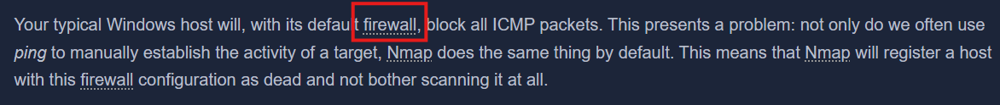 Your typical Windows host will, with its default firewall, block all ICMP packets. This presents a problem: not only do we often use
ping to manually establish the activity of a target, Nmap does the same thing by default. This means that Nmap will register a host
with this firewall configuration as dead and not bother scanning it at all.